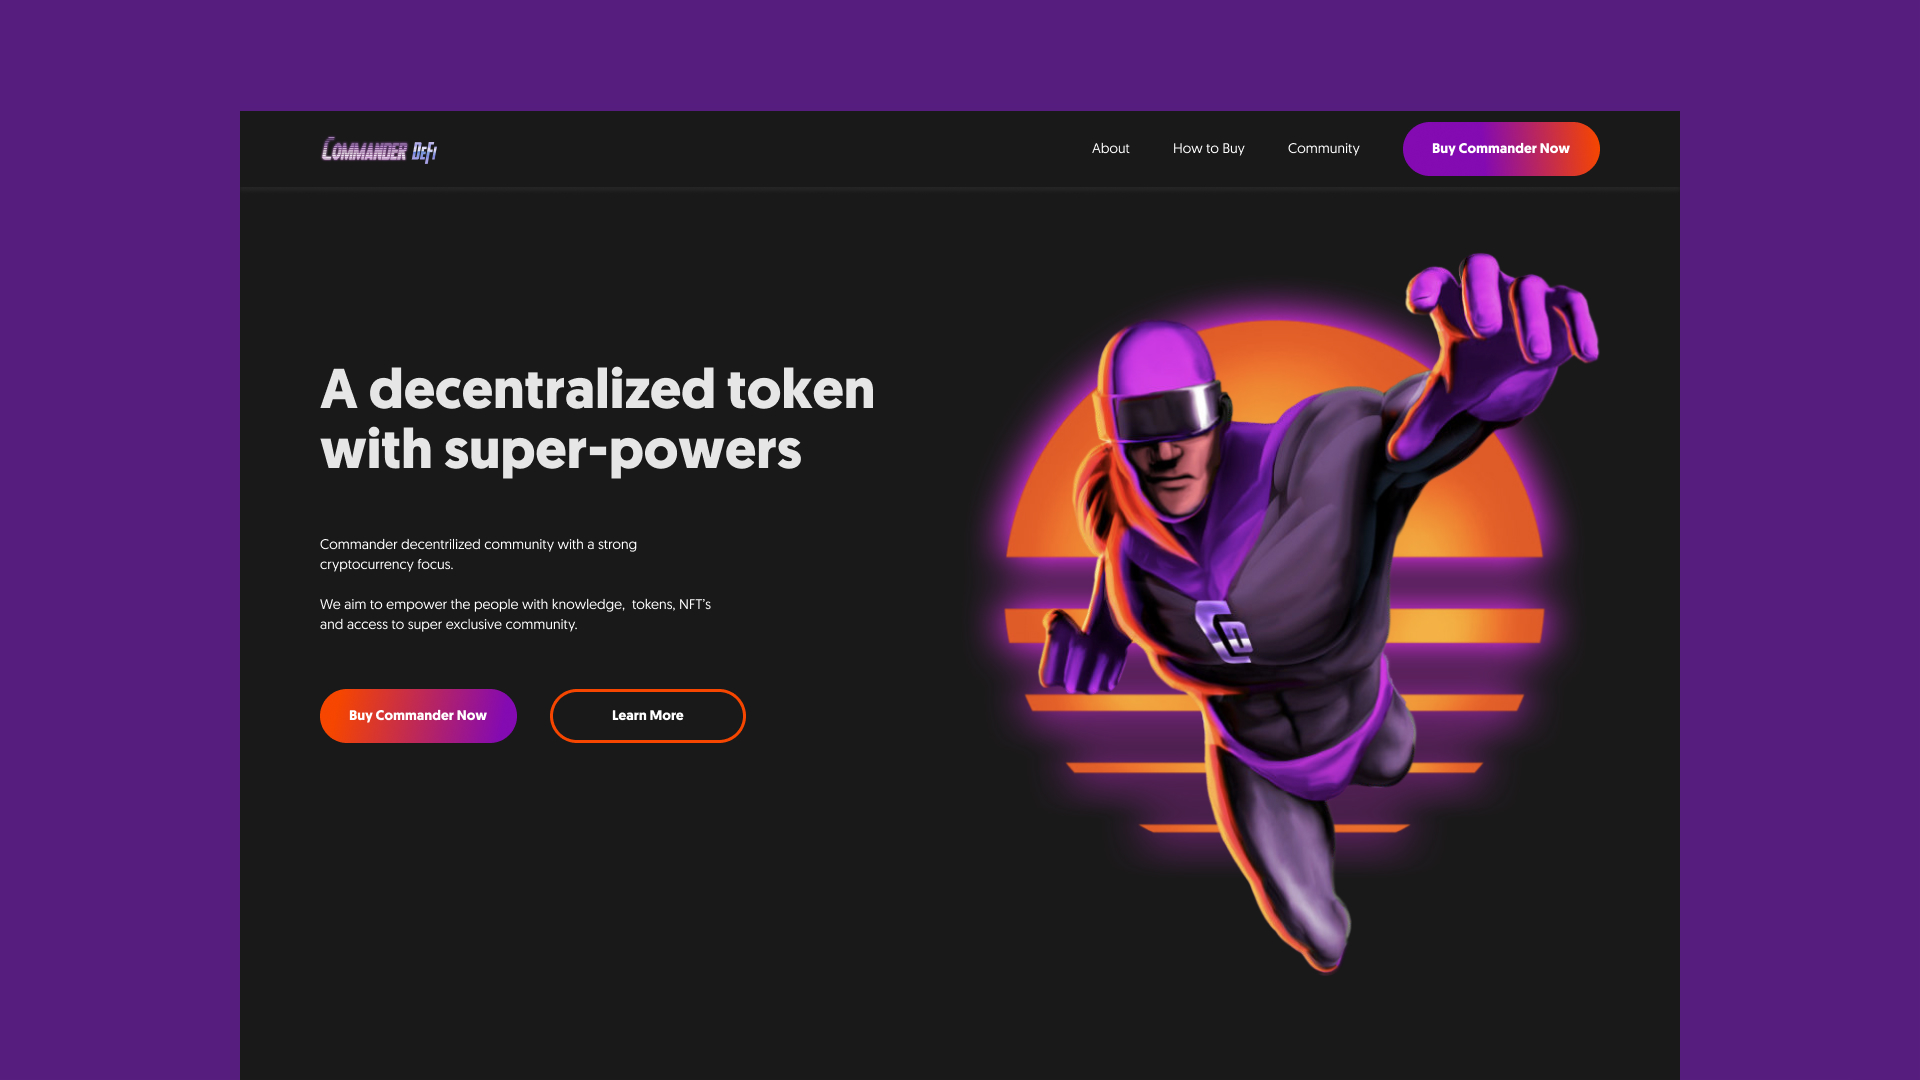 Commander DeFi
About
How to Buy
Community
Buy Commander Now
A decentralized token
with super-powers
Commander decentrilized community with a strong
cryptocurrency focus.
We aim to empower the people with knowledge,  tokens, NFT's
and access to super exclusive community.
Buy Commander Now
Learn More